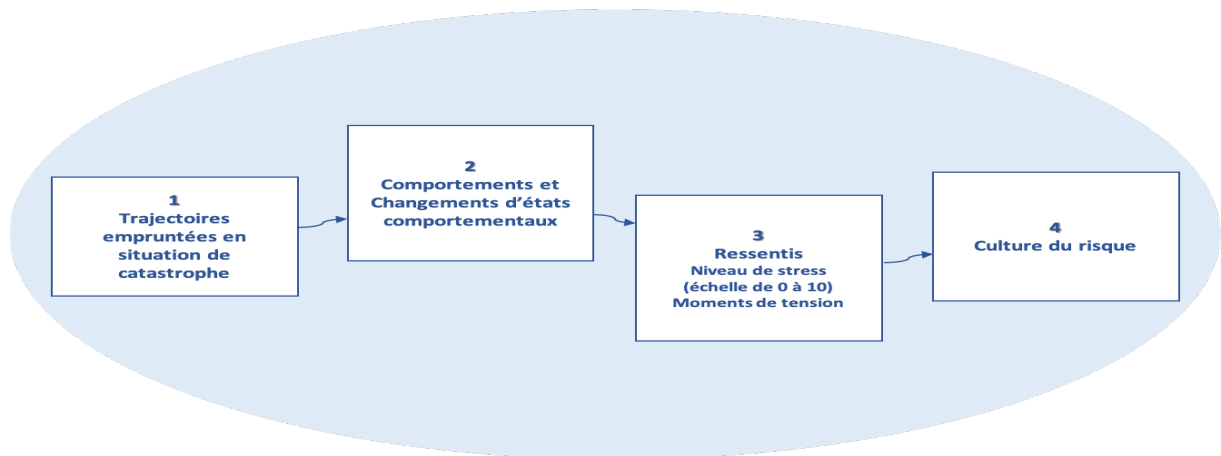 1
Trajectoires
empruntées en
situation de
catastrophe
2
Comportements et
Changements d’états
comportementaux
3
Ressentis
Niveau de stress
(échelle de 0 à 10)
Moments de tension
4
Culture du risque